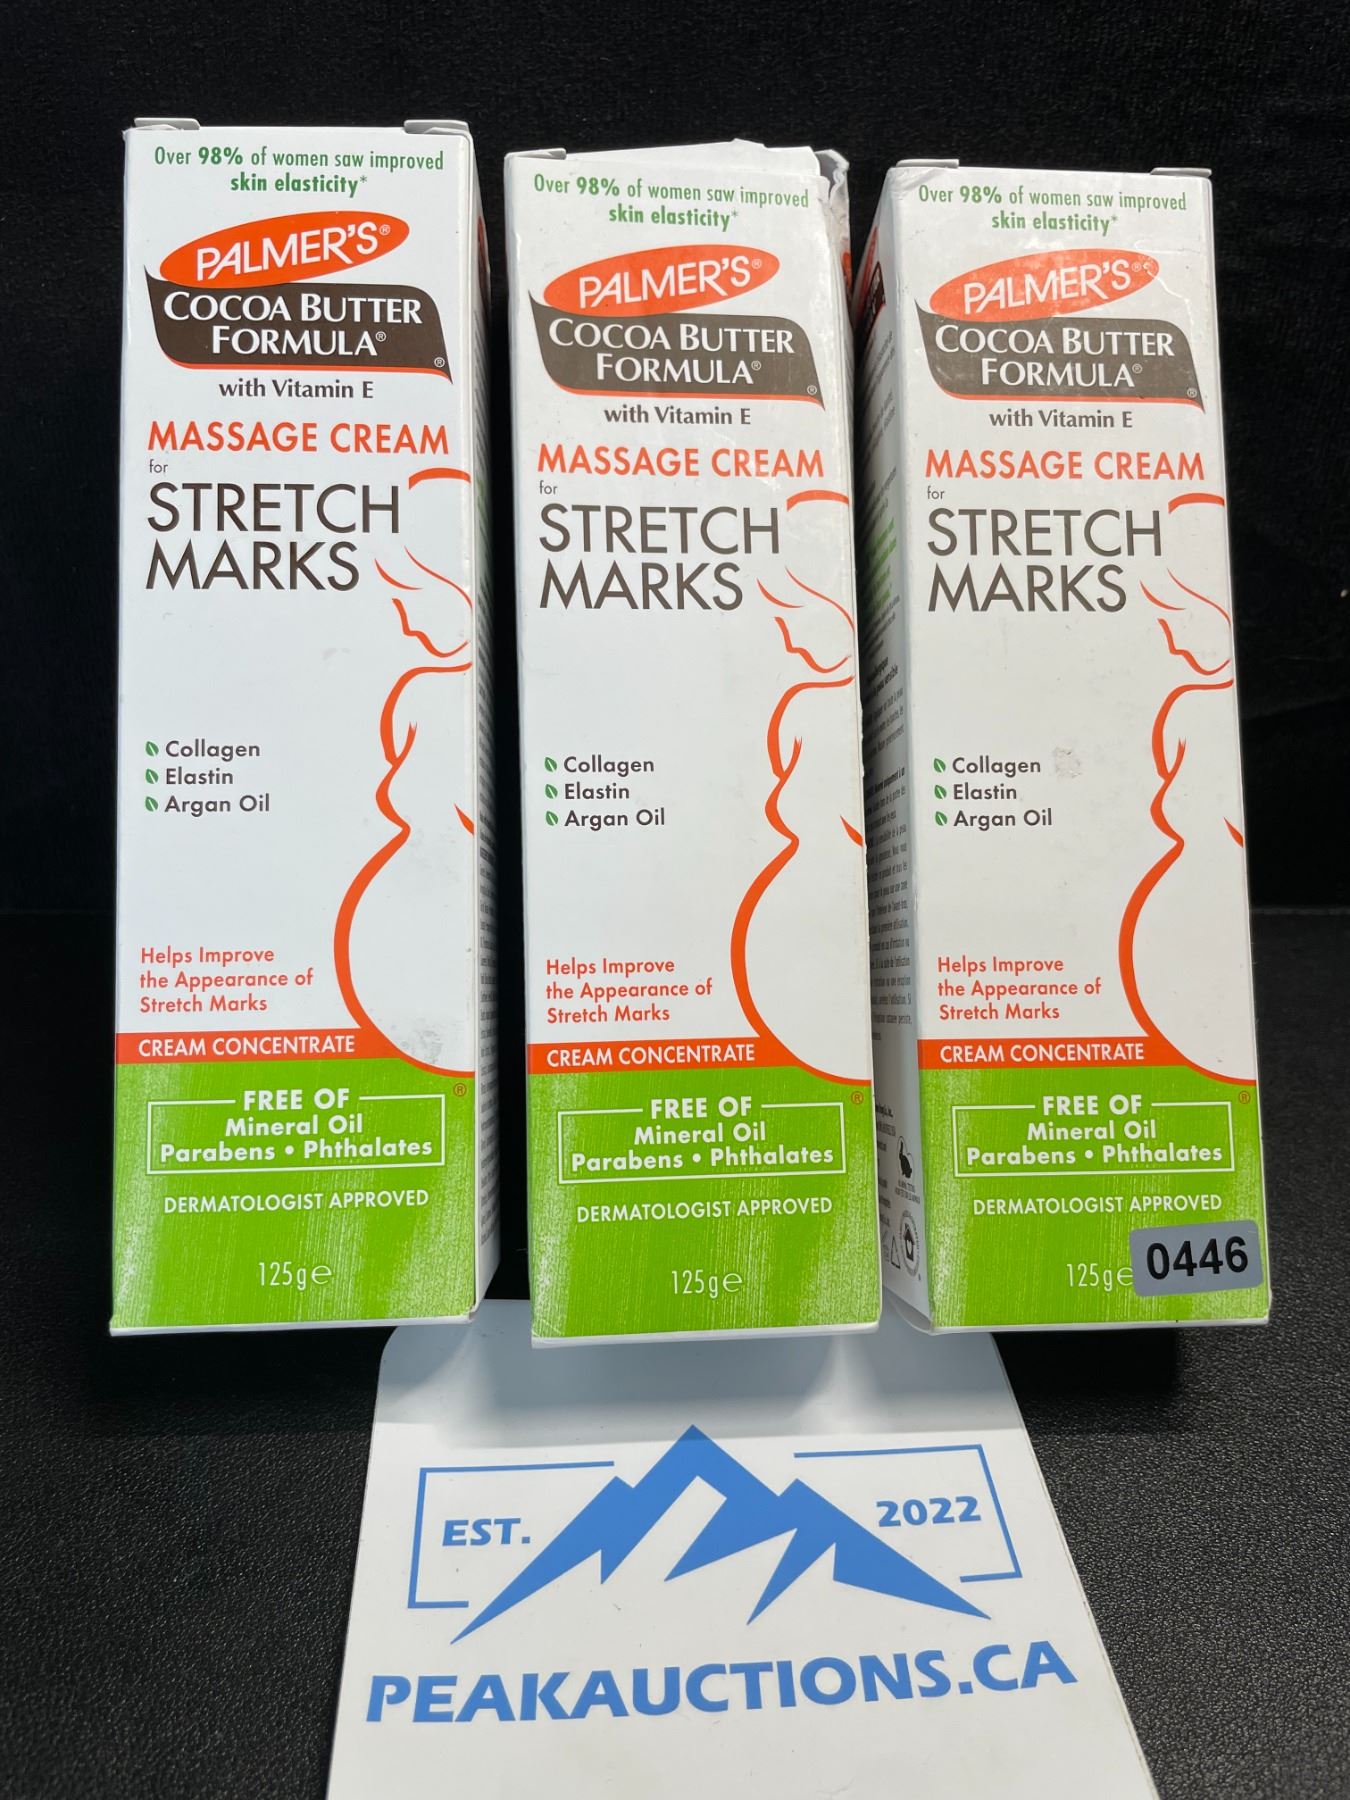 Over 98% of women saw improved
skin elasticity*
PALMER'S®
COCOA BUTTER
FORMULA®
®
with Vitamin E
MASSAGE CREAM
for
STRETCH
MARKS
Collagen
Elastin
Argan Oil
Helps Improve
the Appearance of
Stretch Marks
CREAM CONCENTRATE
®
FREE OF
Mineral Oil
Parabens • Phthalates
DERMATOLOGIST APPROVED
125g℮
Over 98% of women saw improved
skin elasticity*
PALMER'S®
COCOA BUTTER
FORMULA®
®
with Vitamin E
MASSAGE CREAM
for
STRETCH
MARKS
Collagen
Elastin
Argan Oil
Helps Improve
the Appearance of
Stretch Marks
CREAM CONCENTRATE
®
FREE OF
Mineral Oil
Parabens • Phthalates
DERMATOLOGIST APPROVED
125g℮
Over 98% of women saw improved
skin elasticity*
PALMER'S®
COCOA BUTTER
FORMULA®
®
with Vitamin E
MASSAGE CREAM
for
STRETCH
MARKS
Collagen
Elastin
Argan Oil
Helps Improve
the Appearance of
Stretch Marks
CREAM CONCENTRATE
®
FREE OF
Mineral Oil
Parabens • Phthalates
DERMATOLOGIST APPROVED
125g℮
0446
EST. 2022
PEAKAUCTIONS.CA